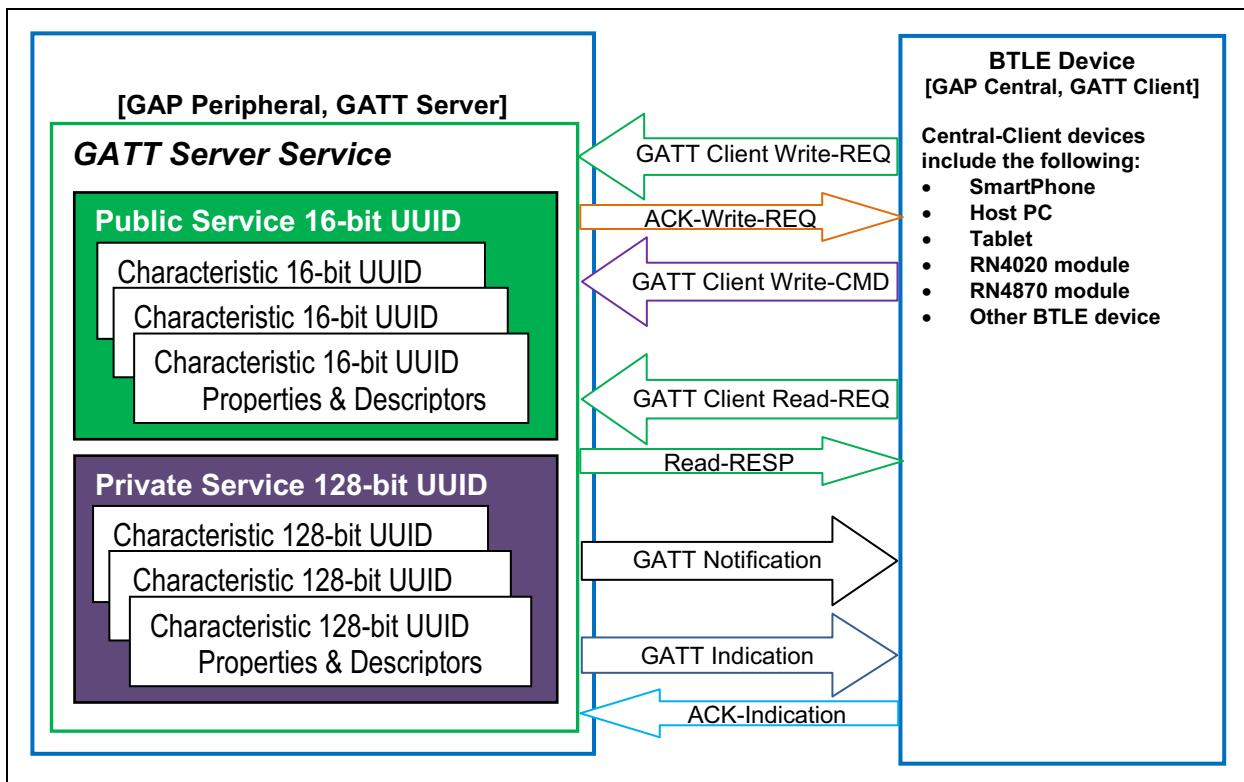 [GAP Peripheral, GATT Server]
GATT Server Service
Public Service 16-bit UUID
Characteristic 16-bit UUID
Characteristic 16-bit UUID
Characteristic 16-bit UUID
Properties & Descriptors
Private Service 128-bit UUID
Characteristic 128-bit UUID
Characteristic 128-bit UUID
Characteristic 128-bit UUID
Properties & Descriptors
GATT Client Write-REQ
ACK-Write-REQ
GATT Client Write-CMD
GATT Client Read-REQ
Read-RESP
GATT Notification
GATT Indication
ACK-Indication
BTLE Device
[GAP Central, GATT Client]
Central-Client devices
include the following:
• SmartPhone
• Host PC
• Tablet
• RN4020 module
• RN4870 module
• Other BTLE device